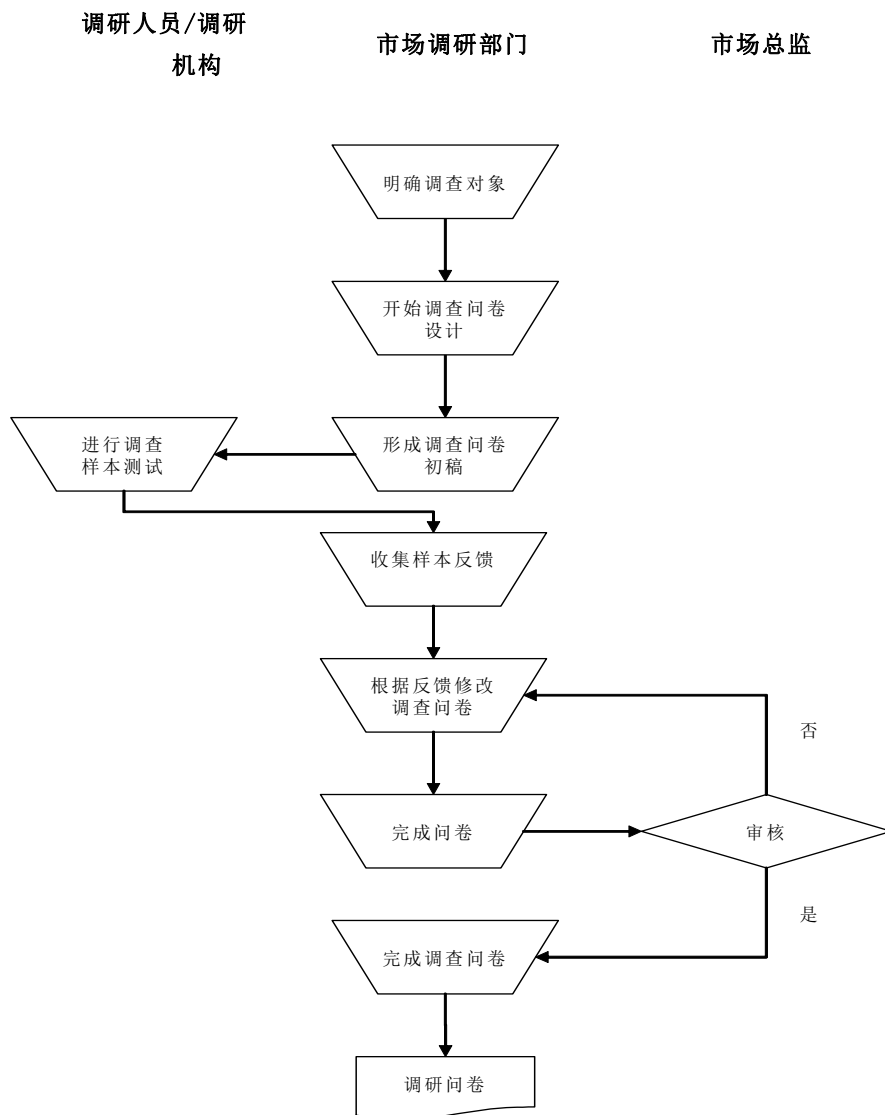 调研人员/调研
机构
市场调研部门
市场总监
明确调查对象
开始调查问卷
设计
进行调查
样本测试
形成调查问卷
初稿
收集样本反馈
根据反馈修改
调查问卷
否
完成问卷
审核
是
完成调查问卷
调研问卷